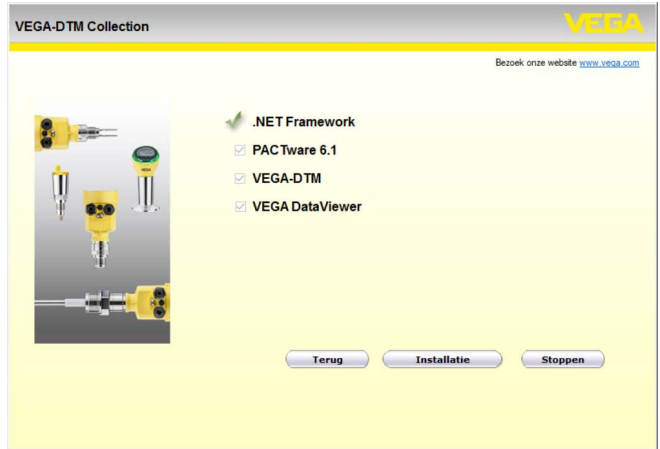 VEGA-DTM Collection
VEGA
Bezoek onze website www.vega.com
.NET Framework
PACTware 6.1
VEGA-DTM
VEGA DataViewer
Terug
Installatie
Stoppen